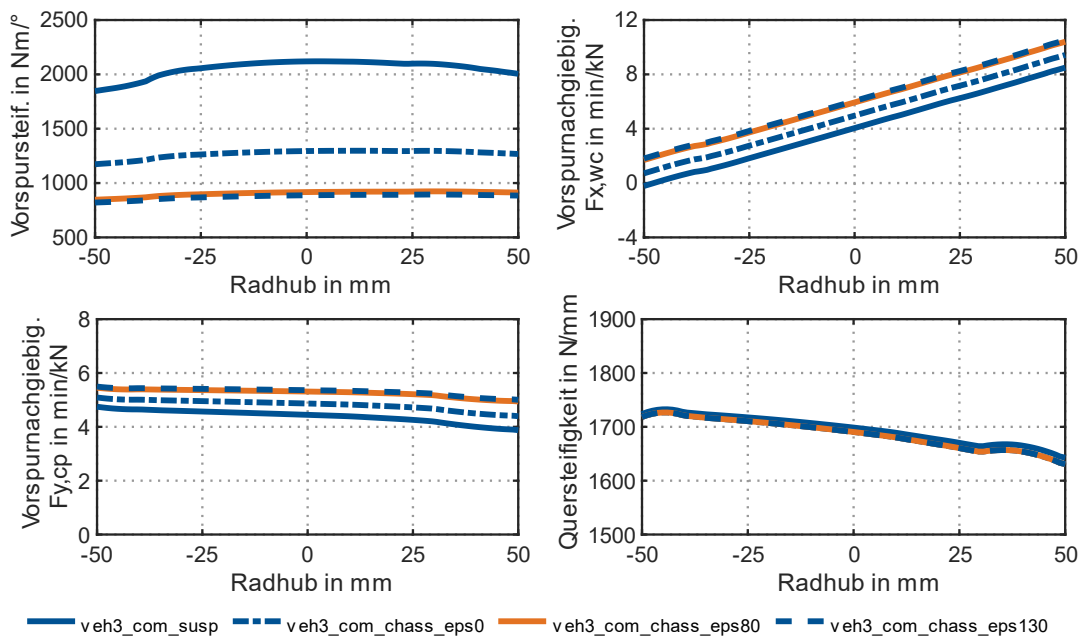 Vorspursteif. in Nm/°
2500
2000
1500
1000
500
-50 -25 0 25 50
Radhub in mm
Vorspurnachgiebig.
Fx,wc in min/kN
12
8
4
0
-4
-50 -25 0 25 50
Radhub in mm
Vorspurnachgiebig.
Fy,cp in min/kN
8
6
4
2
0
-50 -25 0 25 50
Radhub in mm
Quersteifigkeit in N/mm
1900
1800
1700
1600
1500
-50 -25 0 25 50
Radhub in mm
veh3_com_susp veh3_com_chass_eps0 veh3_com_chass_eps80 veh3_com_chass_eps130